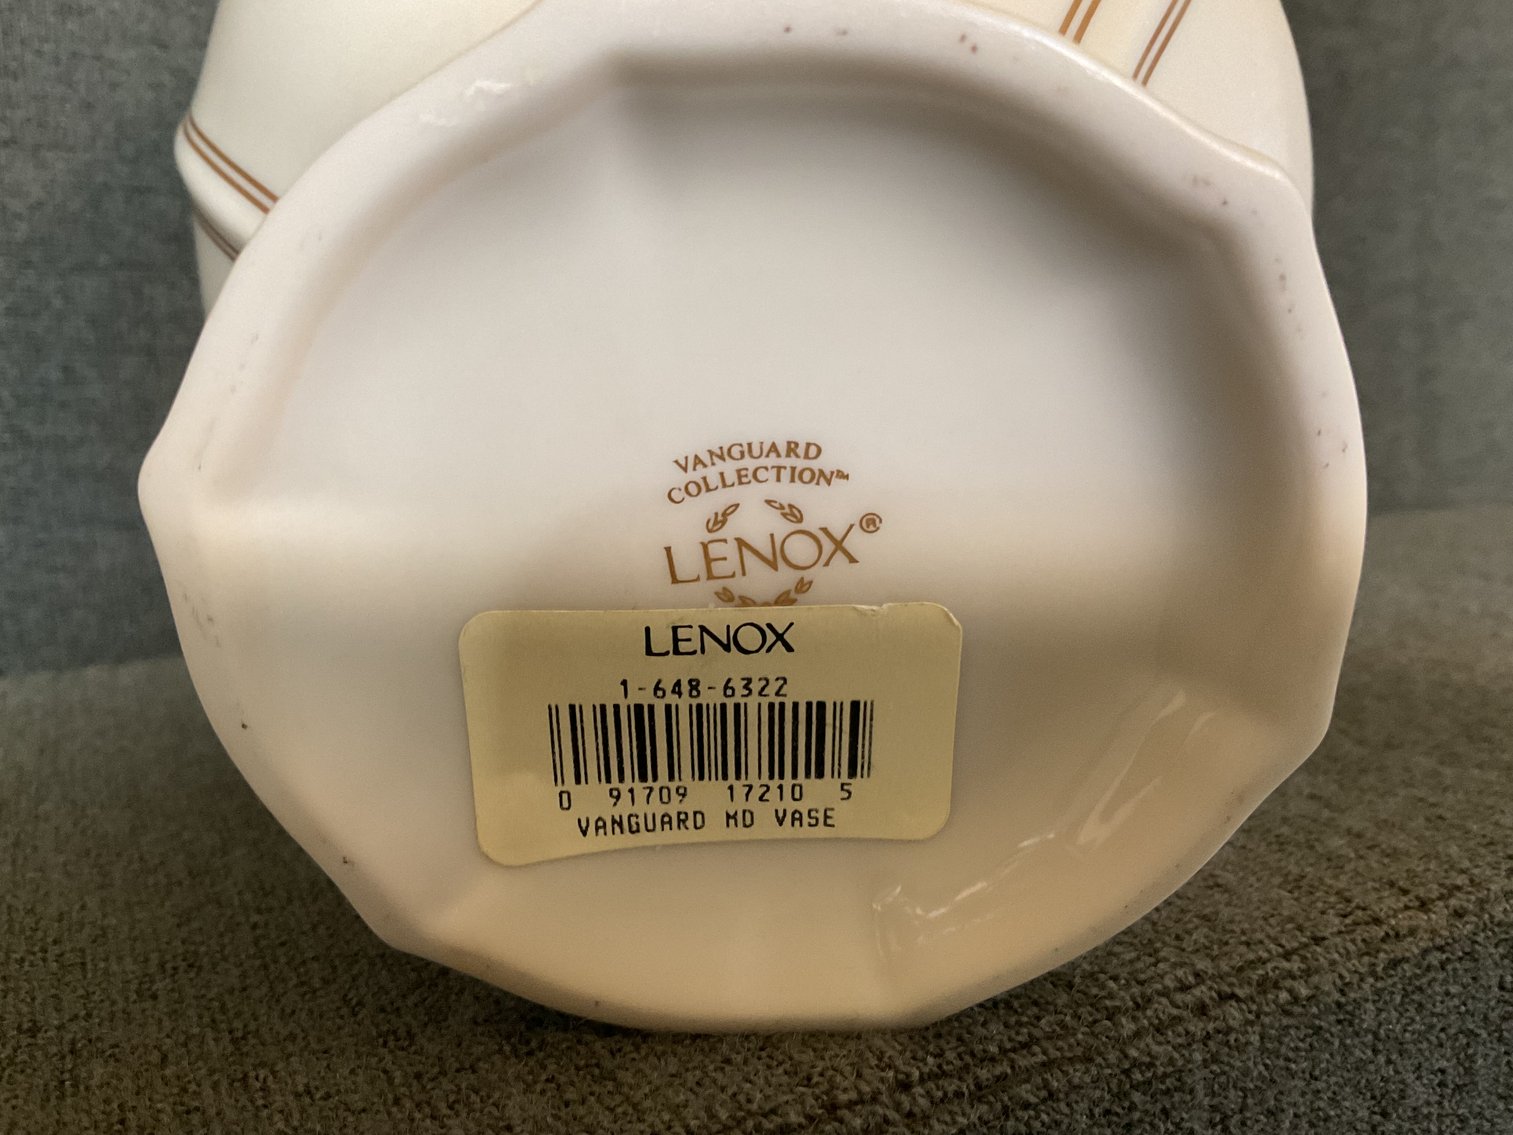 VANGUARD
COLLECTION™
LENOX®
LENOX
1-648-6322
0 91709 17210 5
VANGUARD MD VASE